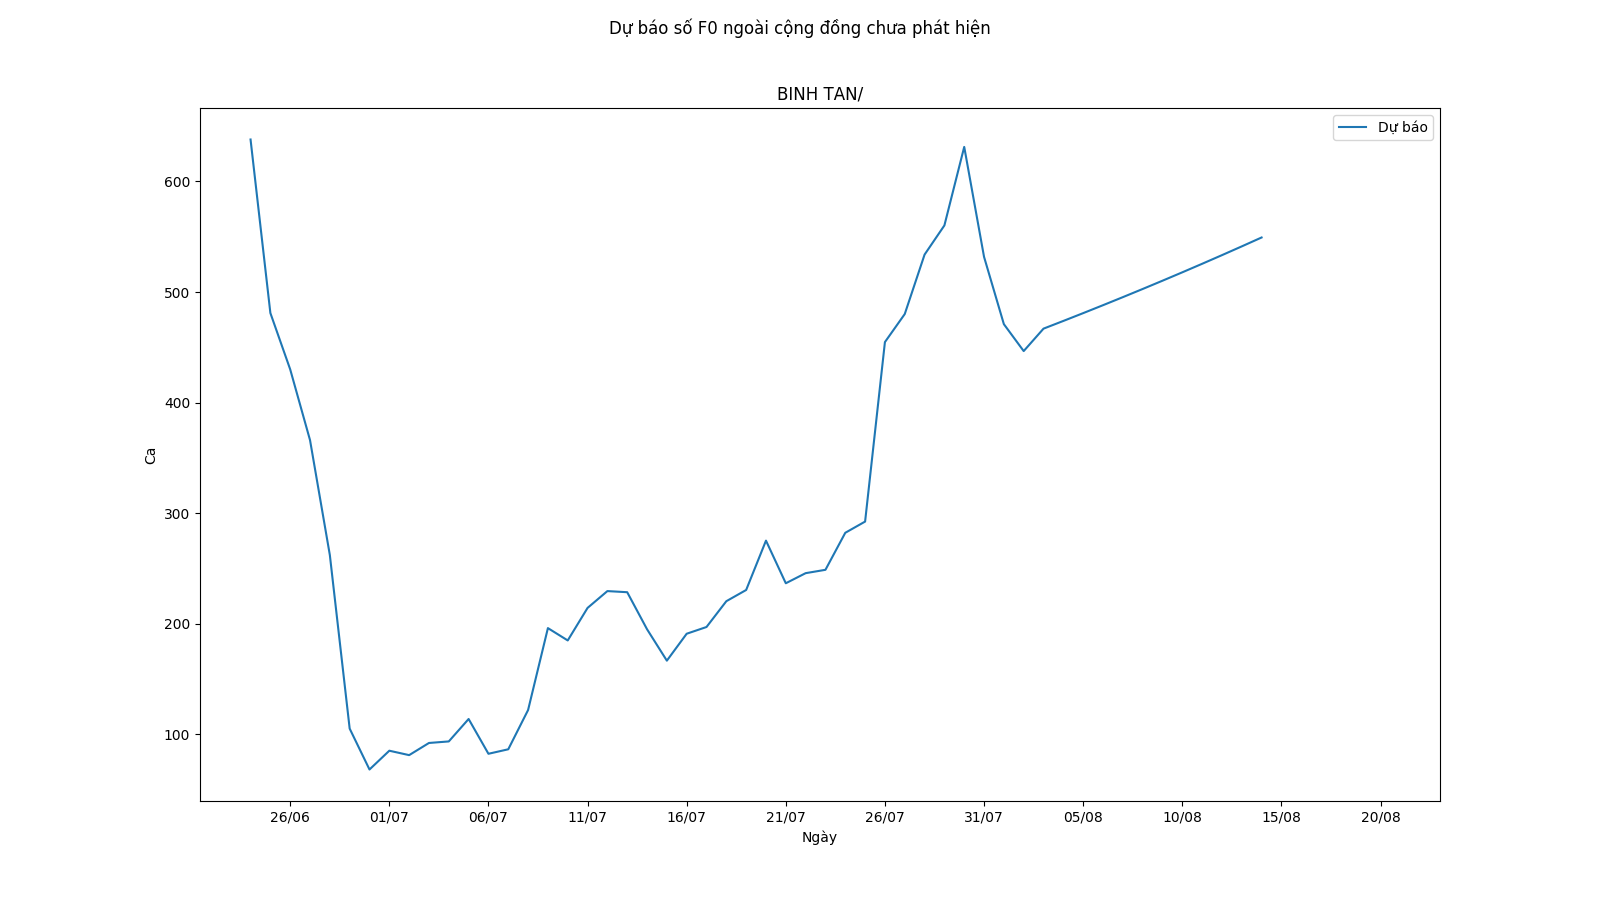 Dự báo số F0 ngoài cộng đồng chưa phát hiện
BINH TAN/
Dự báo
600
500
400
300
200
100
Ca
26/06 01/07 06/07 11/07 16/07 21/07 26/07 31/07 05/08 10/08 15/08 20/08
Ngày